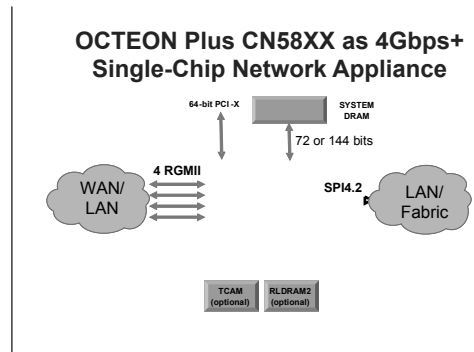 OCTEON Plus CN58XX as 4Gbps+
Single-Chip Network Appliance
64-bit PCI -X
SYSTEM
DRAM
72 or 144 bits
4 RGMII
WAN/
LAN
SPI4.2
LAN/
Fabric
TCAM
(optional)
RLDRAM2
(optional)